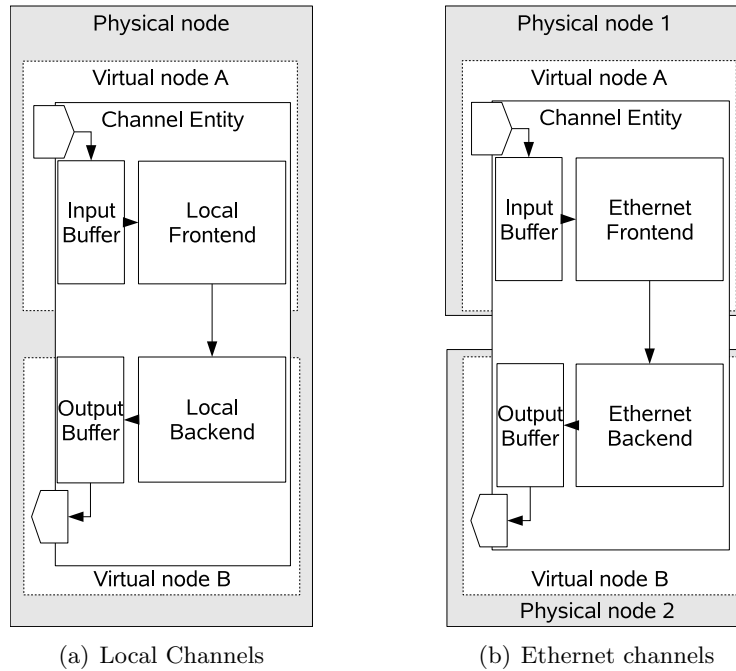 Physical node
Virtual node A
Channel Entity
Input
Buffer
Local
Frontend
Output
Buffer
Local
Backend
Virtual node B
(a) Local Channels
Physical node 1
Virtual node A
Channel Entity
Input
Buffer
Ethernet
Frontend
Output
Buffer
Ethernet
Backend
Virtual node B
Physical node 2
(b) Ethernet channels